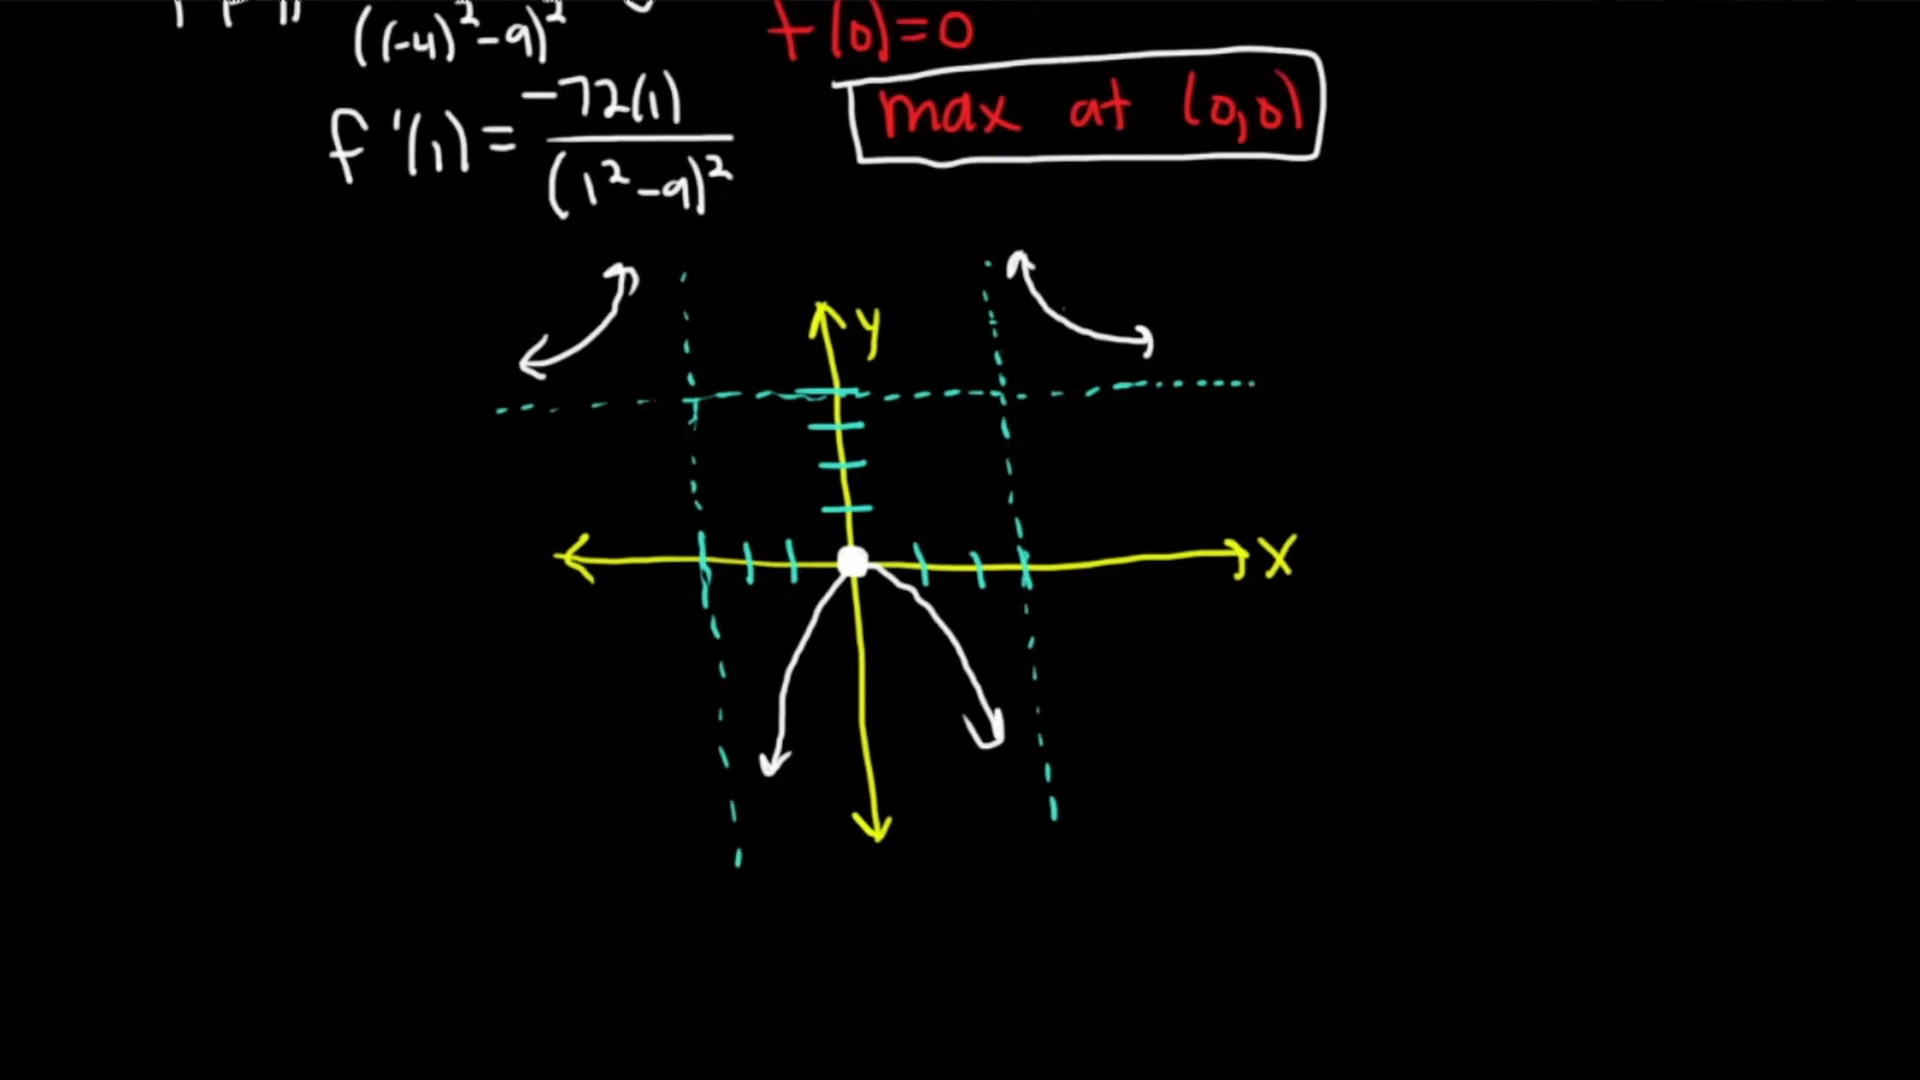 ((-4)²-9)²
f(0)=0
max at (0,0)
f'(1)= -72(1)/(1²-9)²
y
x